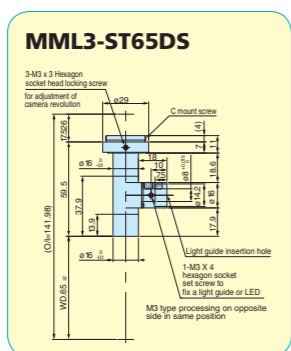 MML3-ST65DS
3-M3 x 3 Hexagon
socket head locking screw
for adjustment of
camera revolution
ø29
C mount screw
17.526
(4)
7
11
18
10
7
5
ø8
18.6
ø16
(O/I=141.98)
59.5
37.9
13.9
ø14.2
ø16
17.9
ø16
WD.65
Light guide insertion hole
1-M3 X 4
hexagon socket
set screw to
fix a light guide or LED
M3 type processing on opposite
side in same position